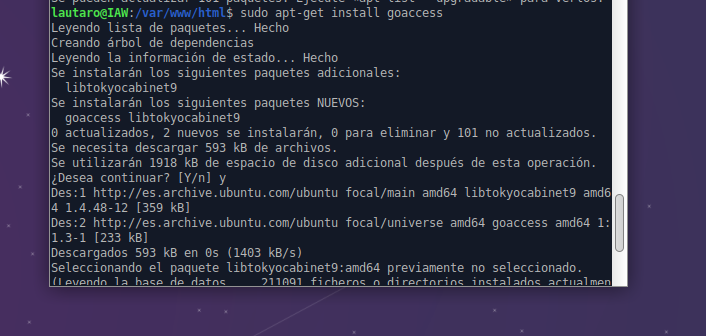 se pueden actualizar 101 paquetes. Ejecute «apt list --upgradable» para verlos.
lautaro@IAW:/var/www/html$ sudo apt-get install goaccess
Leyendo lista de paquetes... Hecho
Creando árbol de dependencias
Leyendo la información de estado... Hecho
Se instalarán los siguientes paquetes adicionales:
  libtokyocabinet9
Se instalarán los siguientes paquetes NUEVOS:
  goaccess libtokyocabinet9
0 actualizados, 2 nuevos se instalarán, 0 para eliminar y 101 no actualizados.
Se necesita descargar 593 kB de archivos.
Se utilizarán 1918 kB de espacio de disco adicional después de esta operación.
¿Desea continuar? [Y/n] y
Des:1 http://es.archive.ubuntu.com/ubuntu focal/main amd64 libtokyocabinet9 amd6
4 1.4.48-12 [359 kB]
Des:2 http://es.archive.ubuntu.com/ubuntu focal/universe amd64 goaccess amd64 1:
1.3-1 [233 kB]
Descargados 593 kB en 0s (1403 kB/s)
Seleccionando el paquete libtokyocabinet9:amd64 previamente no seleccionado.
(Leyendo la base de datos ... 211091 ficheros o directorios instalados actualmen